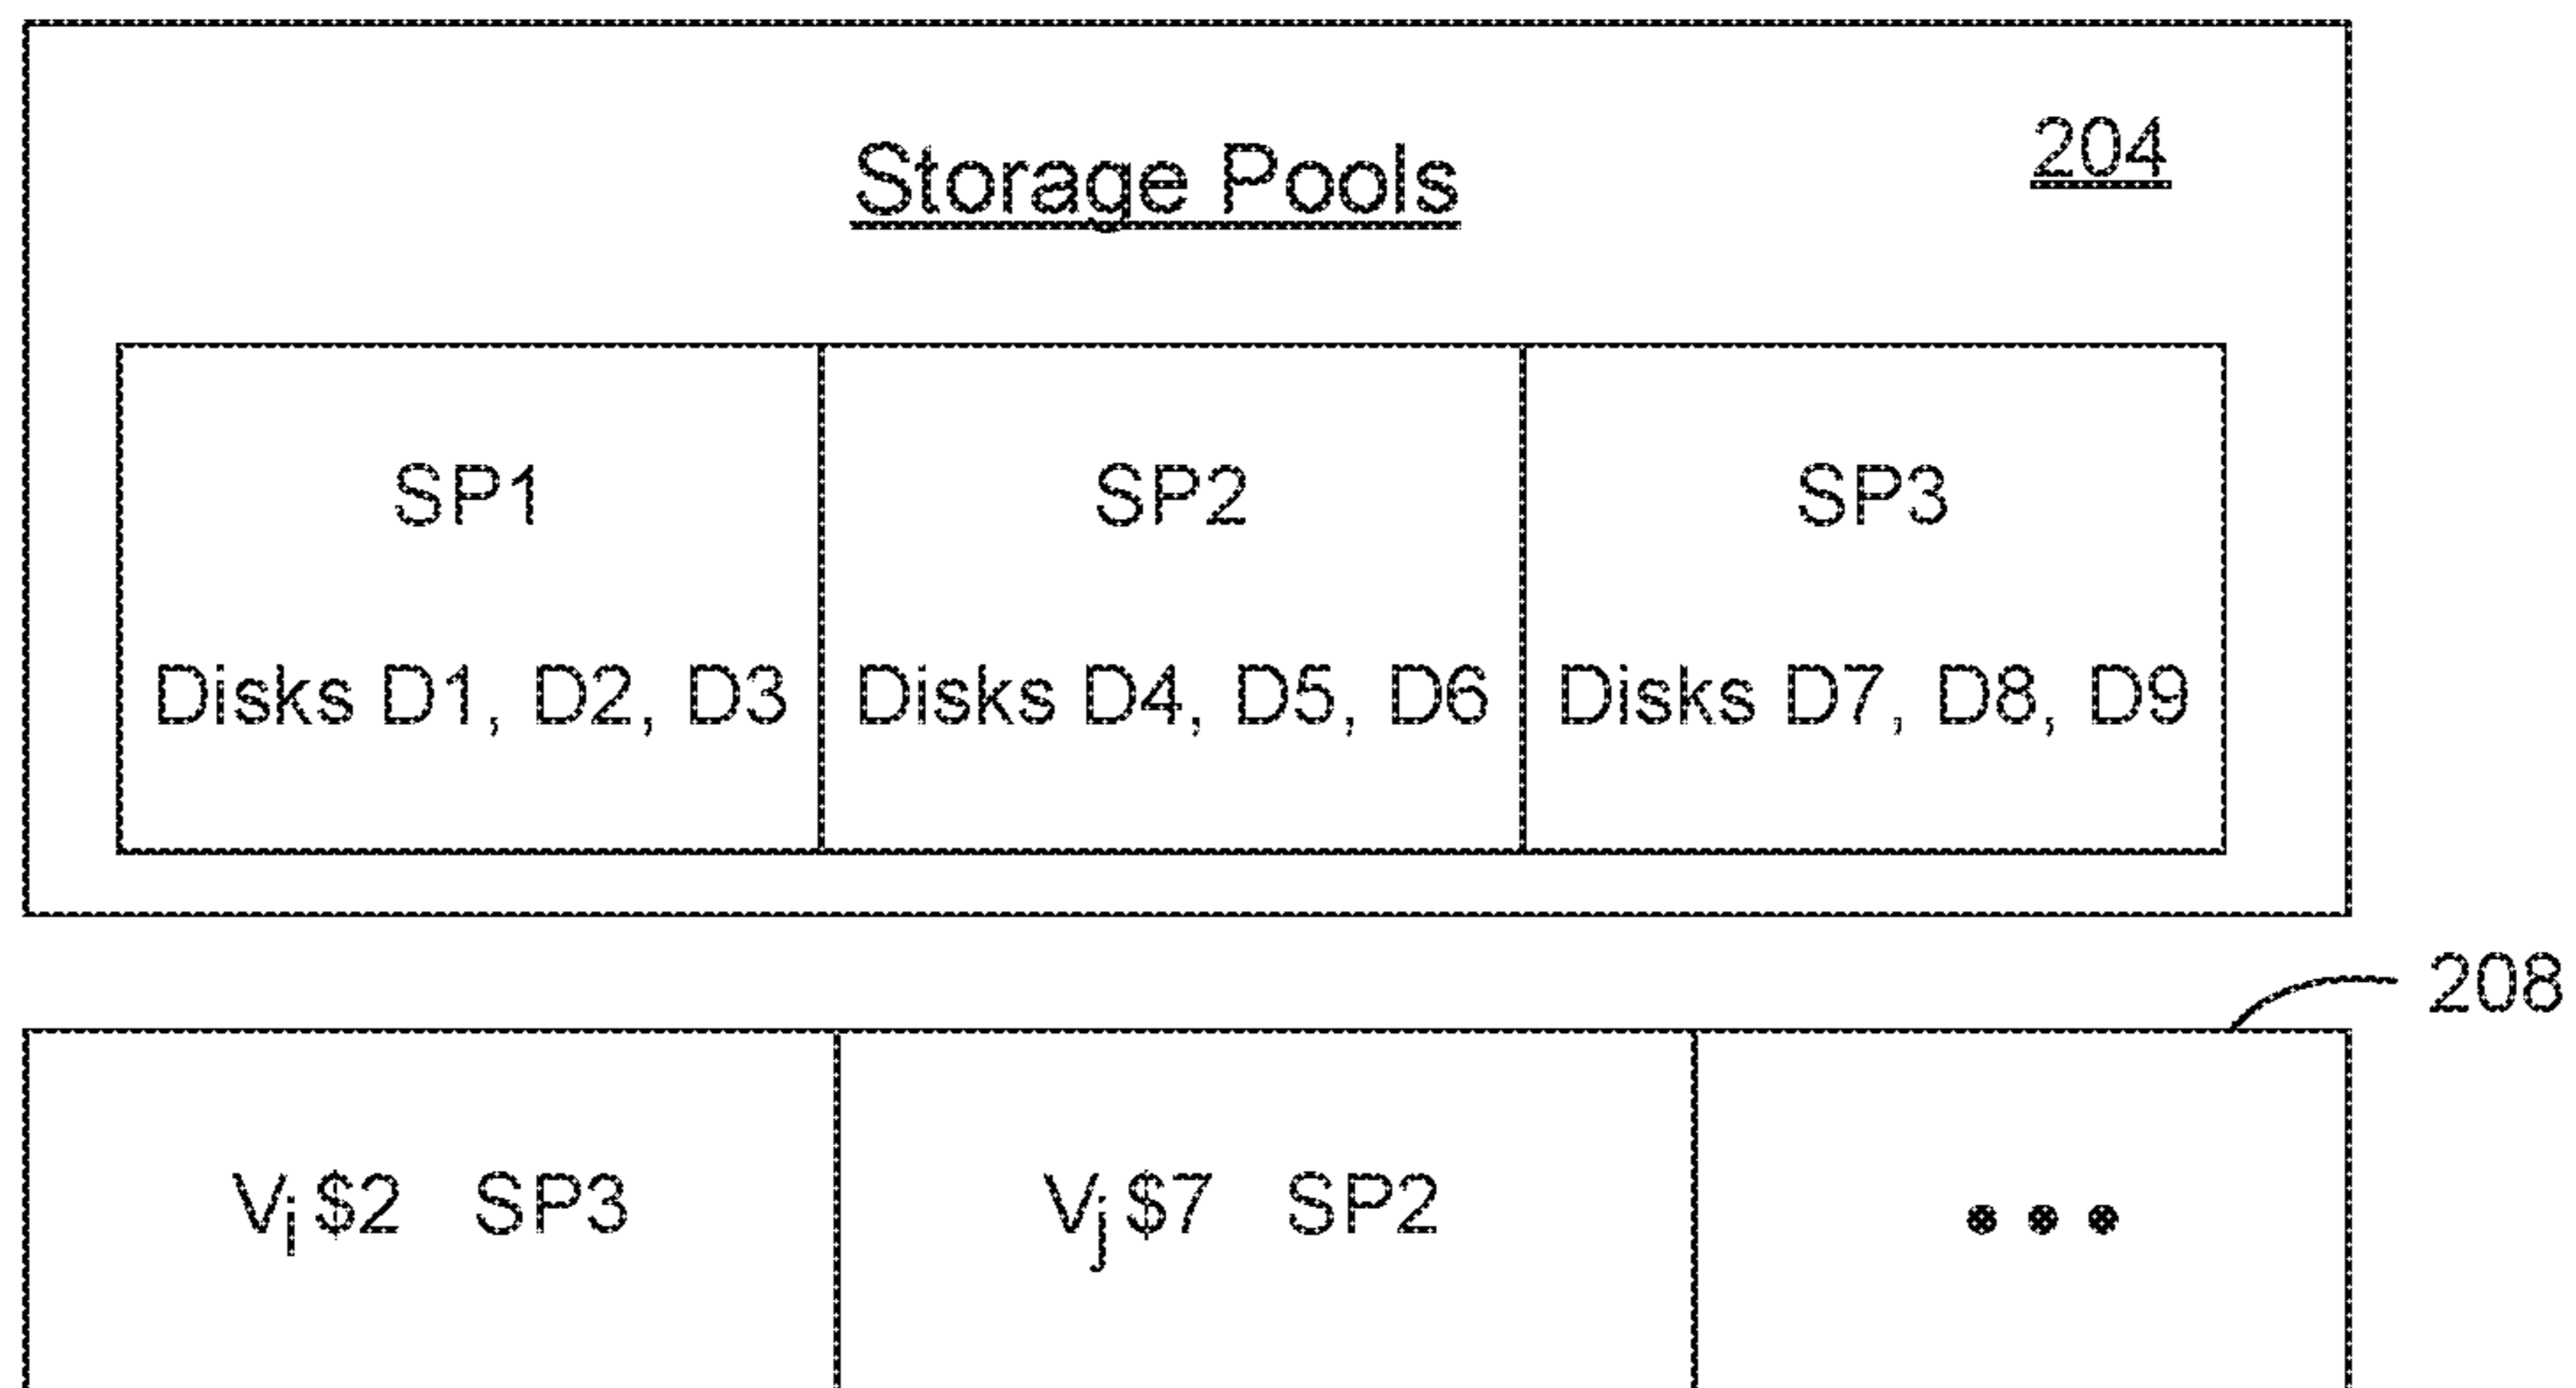 204
Storage Pools
SP1 SP2 SP3
Disks D1, D2, D3 Disks D4, D5, D6 Disks D7, D8, D9
208
Vi $2 SP3 Vj $7 SP2 •••